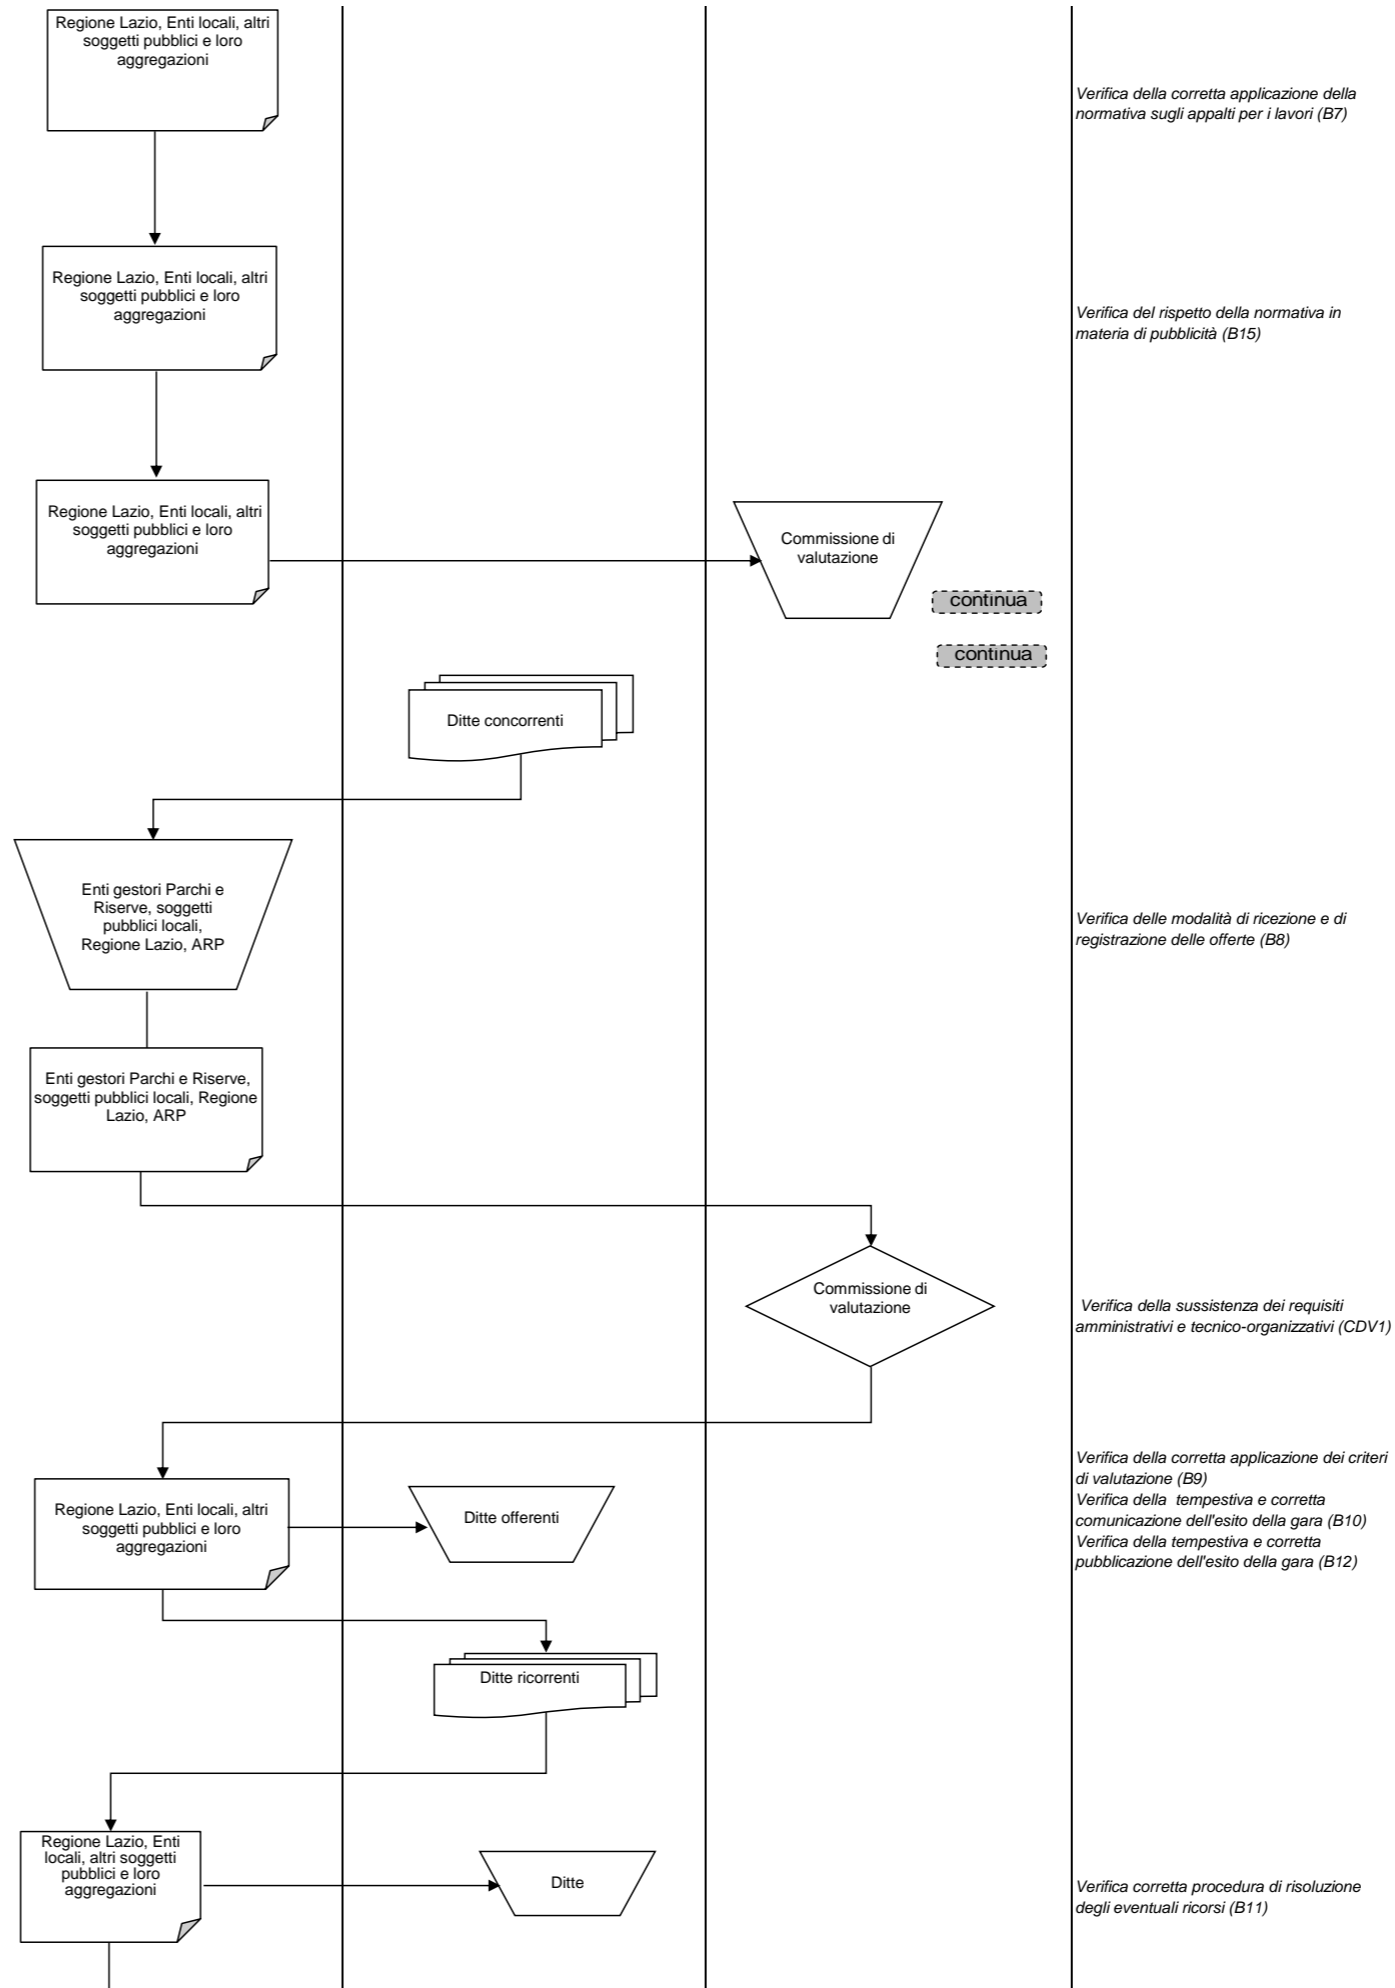 Regione Lazio, Enti locali, altri
soggetti pubblici e loro
aggregazioni
Verifica della corretta applicazione della
normativa sugli appalti per i lavori (B7)
Regione Lazio, Enti locali, altri
soggetti pubblici e loro
aggregazioni
Verifica del rispetto della normativa in
materia di pubblicità (B15)
Regione Lazio, Enti locali, altri
soggetti pubblici e loro
aggregazioni
Commissione di
valutazione
continua
continua
Ditte concorrenti
Enti gestori Parchi e
Riserve, soggetti
pubblici locali,
Regione Lazio, ARP
Verifica delle modalità di ricezione e di
registrazione delle offerte (B8)
Enti gestori Parchi e Riserve,
soggetti pubblici locali, Regione
Lazio, ARP
Commissione di
valutazione
Verifica della sussistenza dei requisiti
amministrativi e tecnico-organizzativi (CDV1)
Regione Lazio, Enti locali, altri
soggetti pubblici e loro
aggregazioni
Ditte offerenti
Verifica della corretta applicazione dei criteri
di valutazione (B9)
Verifica della tempestiva e corretta
comunicazione dell'esito della gara (B10)
Verifica della tempestiva e corretta
pubblicazione dell'esito della gara (B12)
Ditte ricorrenti
Regione Lazio, Enti
locali, altri soggetti
pubblici e loro
aggregazioni
Ditte
Verifica corretta procedura di risoluzione
degli eventuali ricorsi (B11)